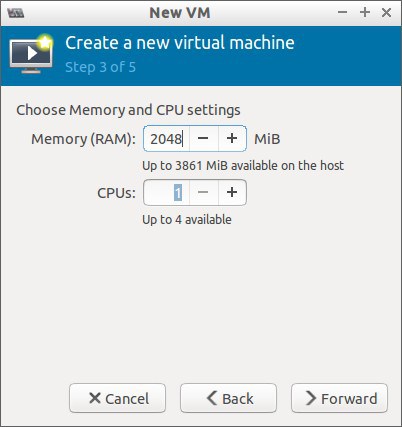 New VM
Create a new virtual machine
Step 3 of 5
Choose Memory and CPU settings
Memory (RAM): 2048 − + MiB
Up to 3861 MiB available on the host
CPUs: 1 − +
Up to 4 available
Cancel Back Forward